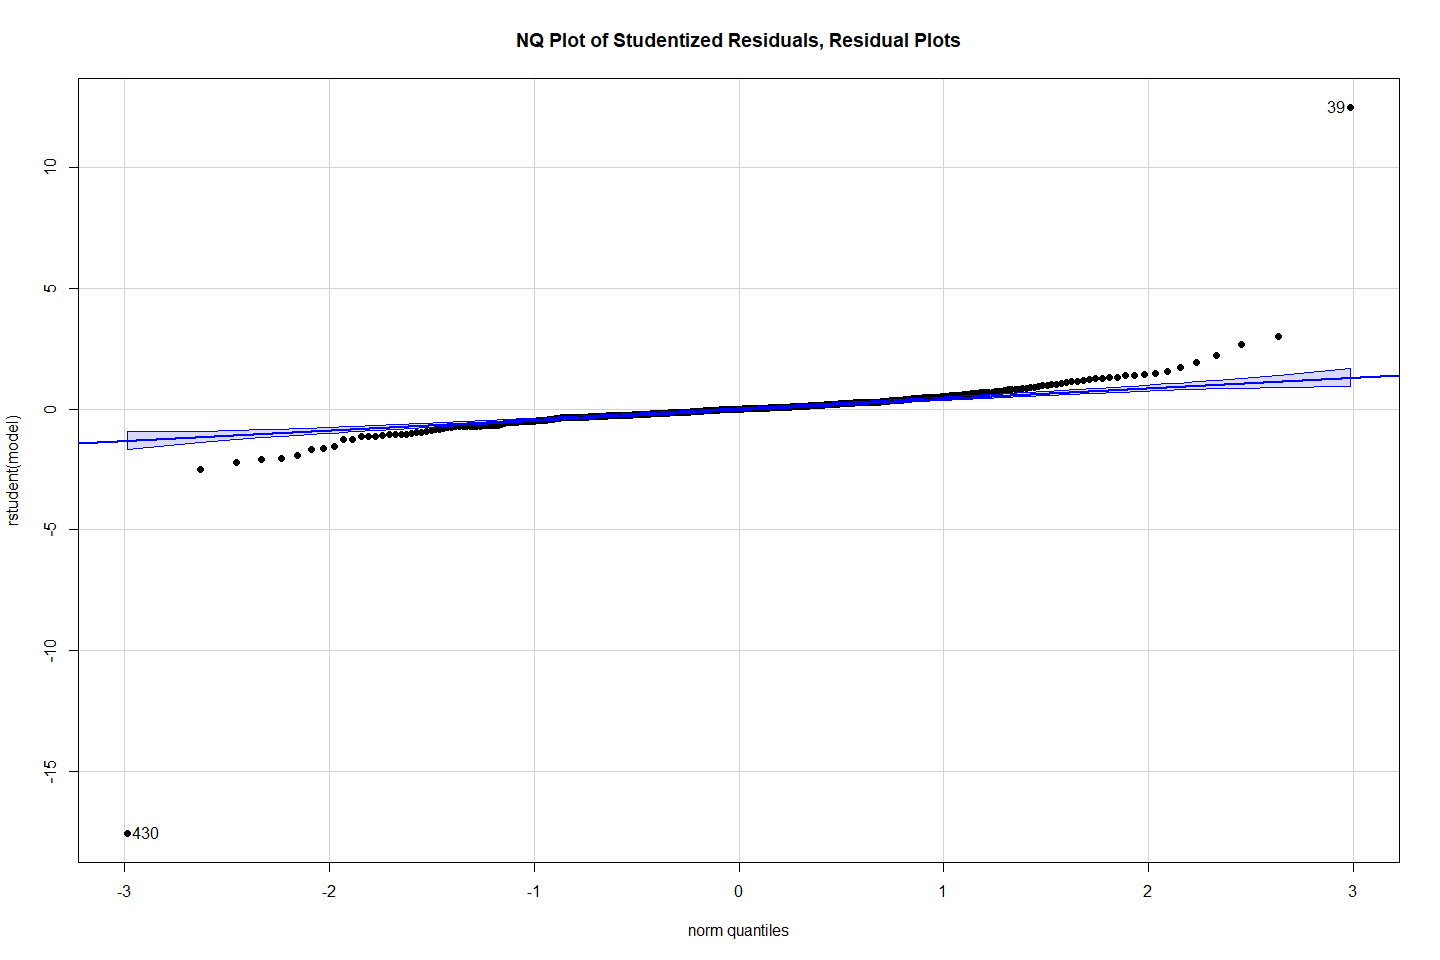 NQ Plot of Studentized Residuals, Residual Plots
39
10
5
0
-5
-10
-15
rstudent(model)
430
-3 -2 -1 0 1 2 3
norm quantiles